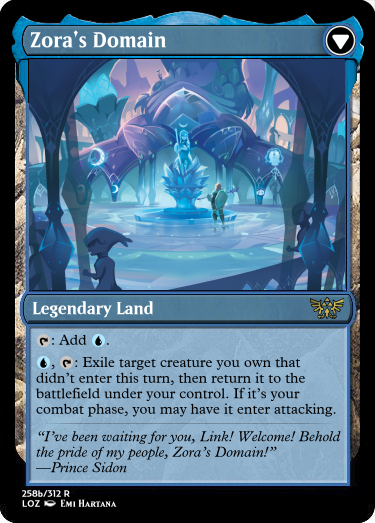 Zora's Domain
Legendary Land
: Add .
, : Exile target creature you own that
didn't enter this turn, then return it to the
battlefield under your control. If it's your
combat phase, you may have it enter attacking.
“I've been waiting for you, Link! Welcome! Behold
the pride of my people, Zora's Domain!”
—Prince Sidon
258b/312 R
LOZ Emi Hartana